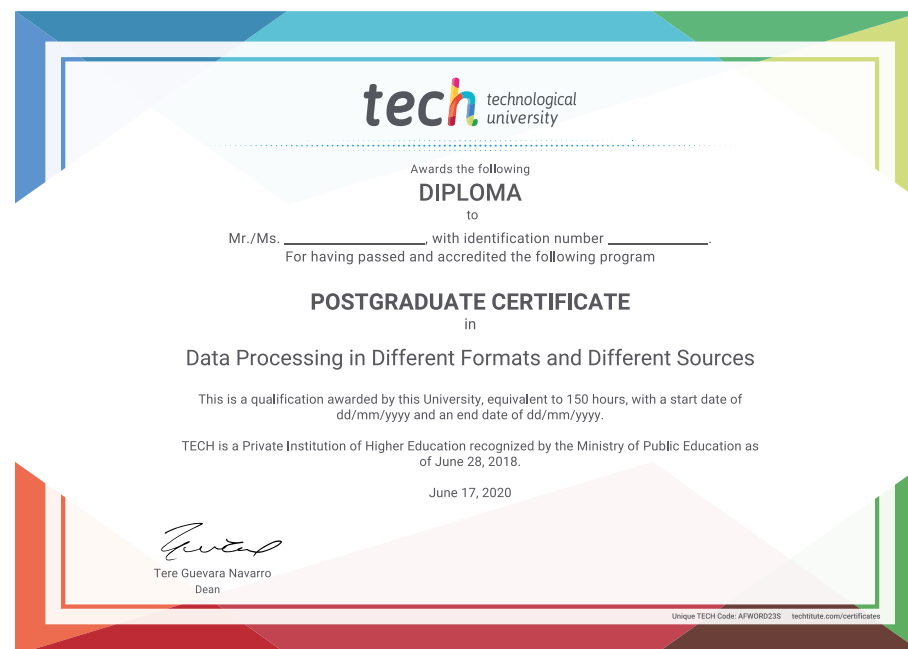 tech technological
university
Awards the following
DIPLOMA
to
Mr./Ms. ____________________, with identification number ______________.
For having passed and accredited the following program
POSTGRADUATE CERTIFICATE
in
Data Processing in Different Formats and Different Sources
This is a qualification awarded by this University, equivalent to 150 hours, with a start date of
dd/mm/yyyy and an end date of dd/mm/yyyy.
TECH is a Private Institution of Higher Education recognized by the Ministry of Public Education as
of June 28, 2018.
June 17, 2020
Tere Guevara Navarro
Dean
Unique TECH Code: AFWORD23S techtitute.com/certificates